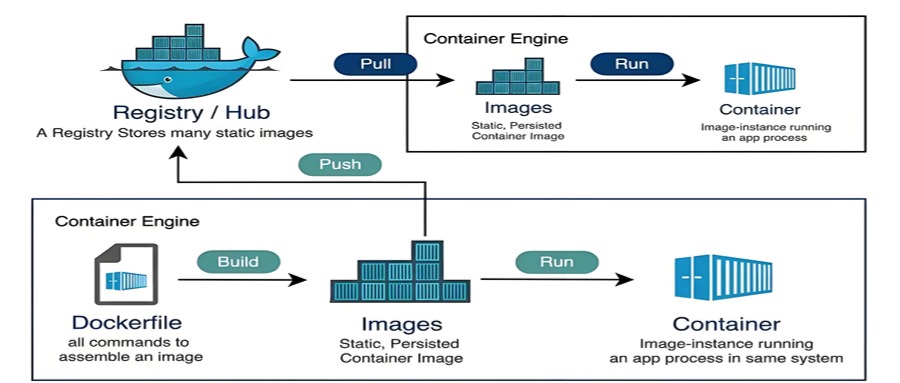 Registry / Hub
A Registry Stores many static images
Pull
Container Engine
Images
Static, Persisted
Container Image
Run
Container
Image-instance running
an app process
Push
Container Engine
Dockerfile
all commands to
assemble an image
Build
Images
Static, Persisted
Container Image
Run
Container
Image-instance running
an app process in same system